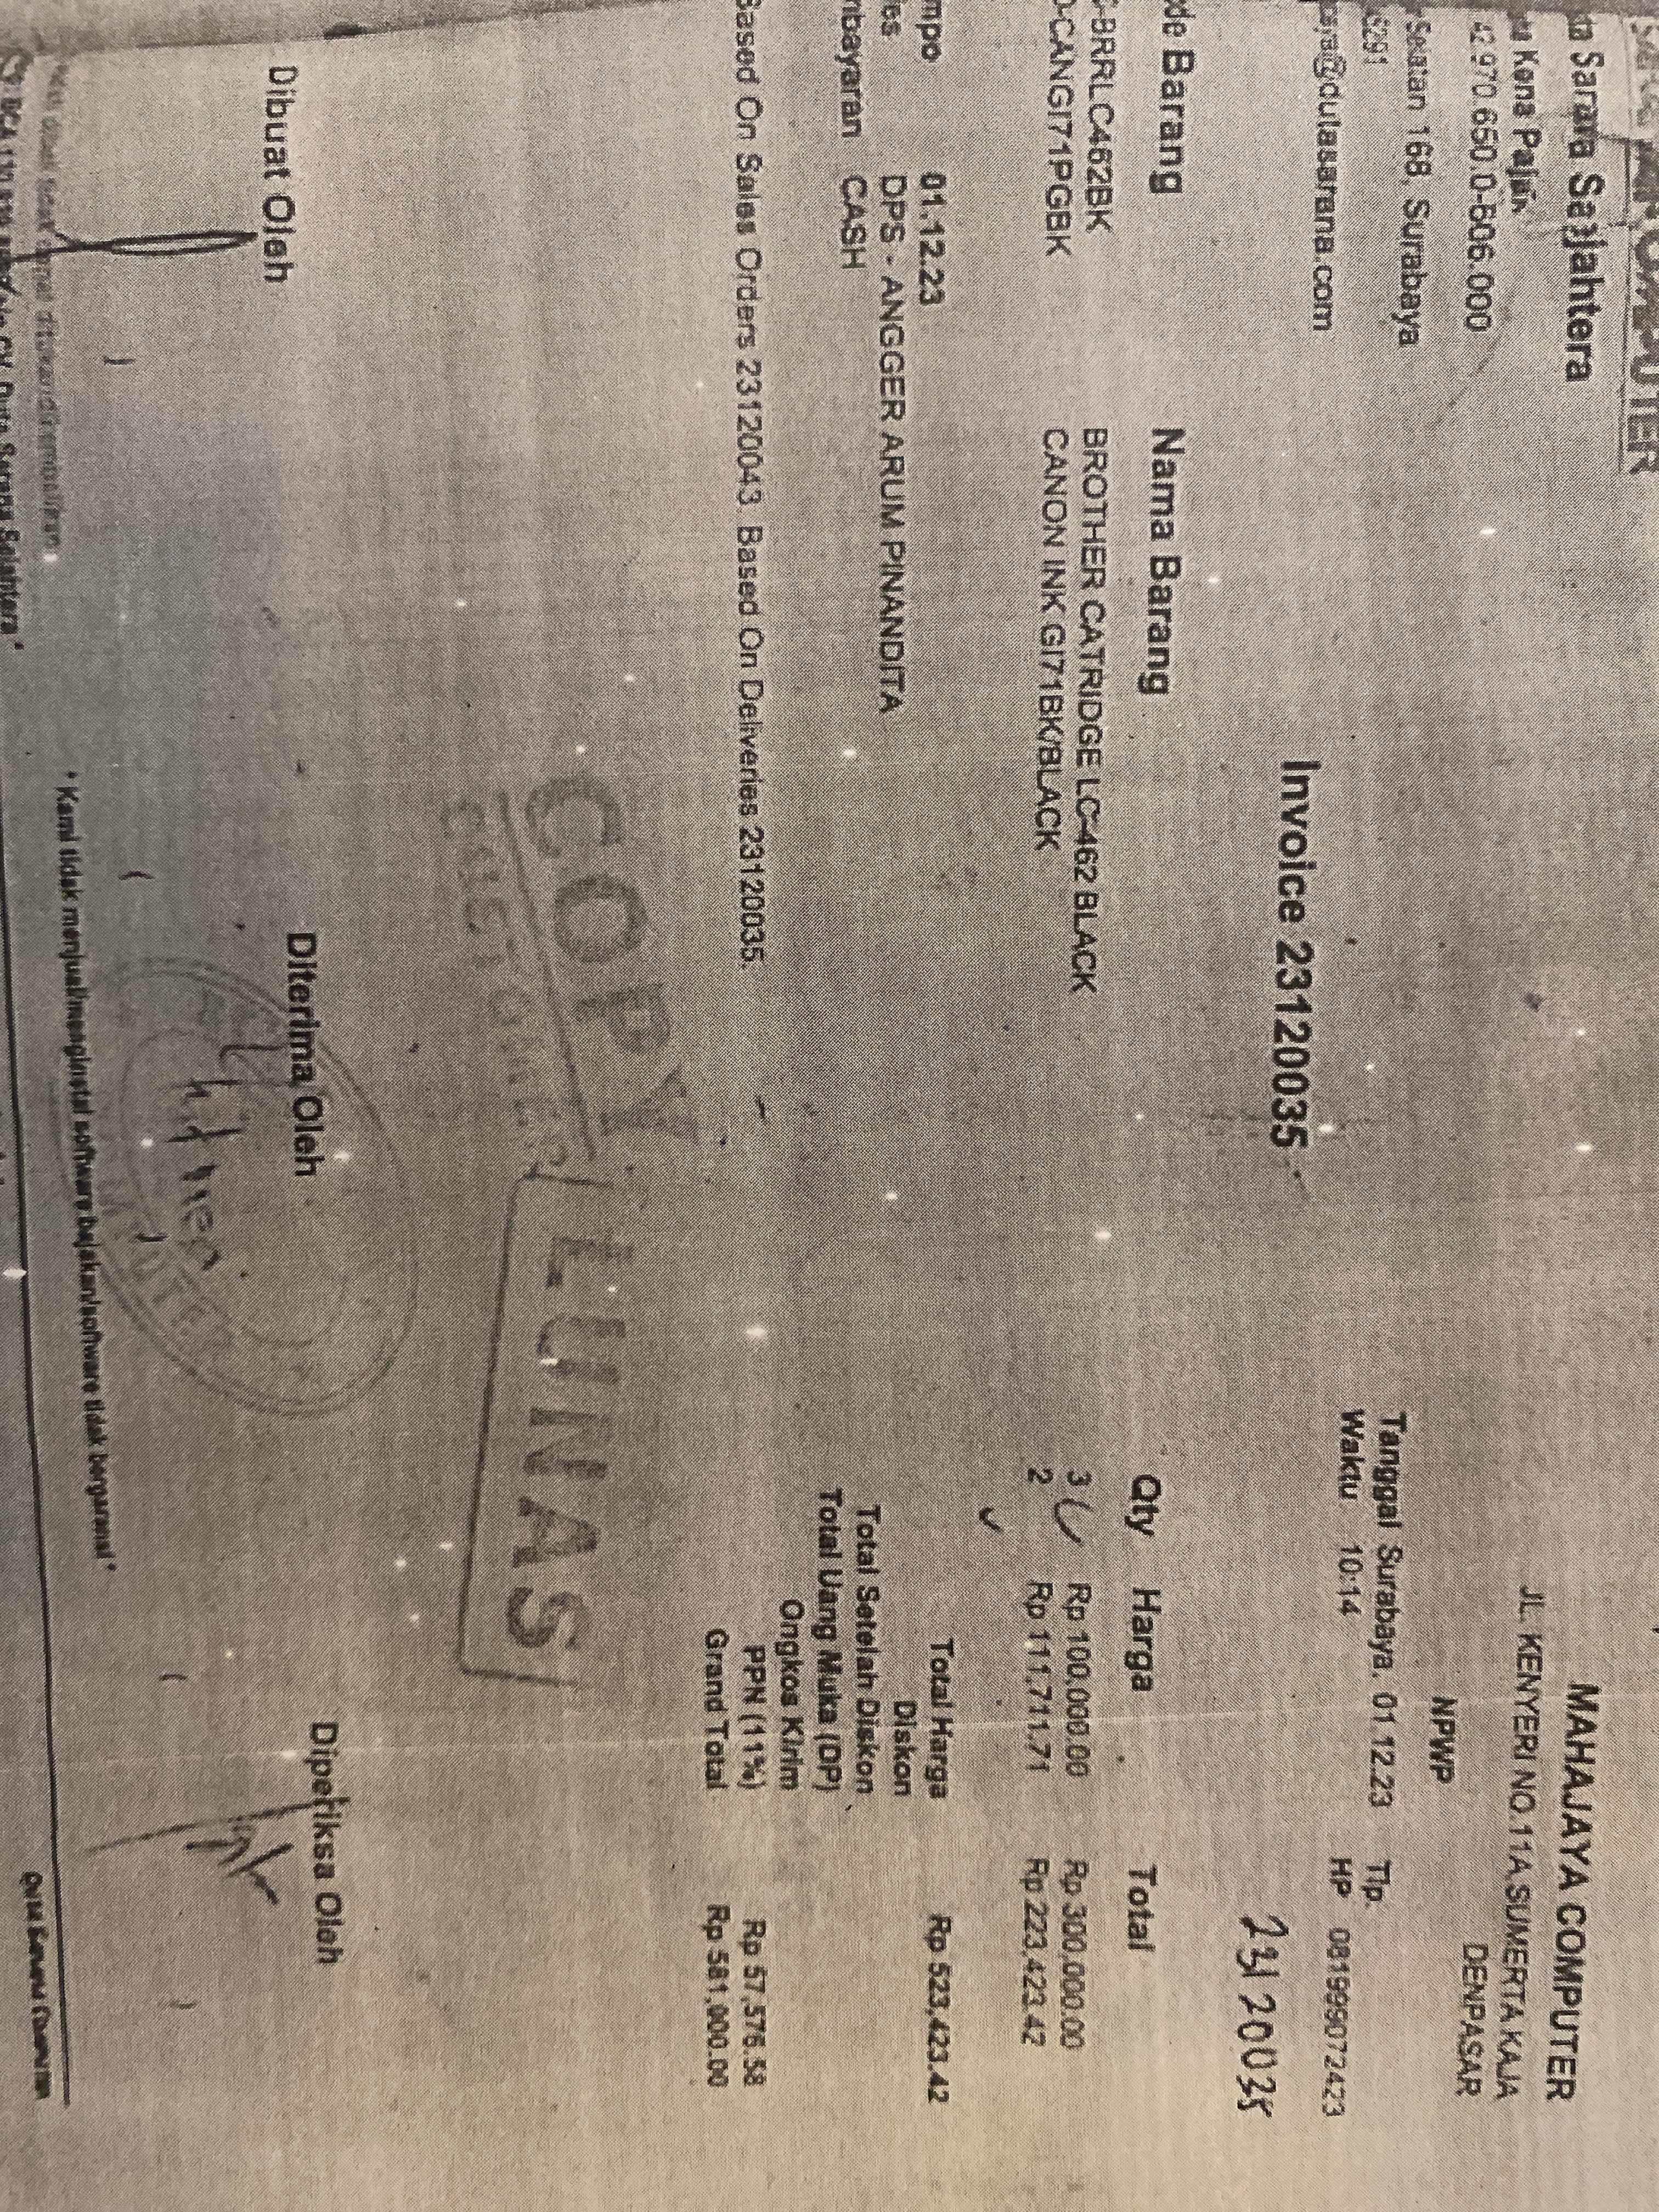 Sarana Sejahtera
Kena Pajak
42.970.650.0-606.000
Selatan 168, Surabaya
@dutasarana.com
MAHAJAYA COMPUTER
JL. KENYERI NO.11A SUMERTA KAJA
DENPASAR
NPWP
Tanggal Surabaya, 01.12.23 Tlp.
Waktu 10:14 HP 081999072423
Invoice 23120035
23120035
Barang Nama Barang Qty Harga Total
-BRRLC462BK BROTHER CATRIDGE LC-462 BLACK 3 Rp 100,000.00 Rp 300,000.00
-CANGI71PGBK CANON INK GI71BK/BLACK 2 Rp 111,711.71 Rp 223,423.42
mpo 01.12.23 Total Harga Rp 523,423.42
es DPS - ANGGER ARUM PINANDITA Diskon
mbayaran CASH Total Setelah Diskon
Total Uang Muka (DP)
Ongkos Kirim
Based On Sales Orders 23120043. Based On Deliveries 23120035. PPN (11%) Rp 57,576.58
Grand Total Rp 581,000.00
COPY
LUNAS
Dibuat Oleh Diterima Oleh Diperiksa Oleh
* Kami tidak menjual/menginstal software bajakan/software tidak bergaransi *